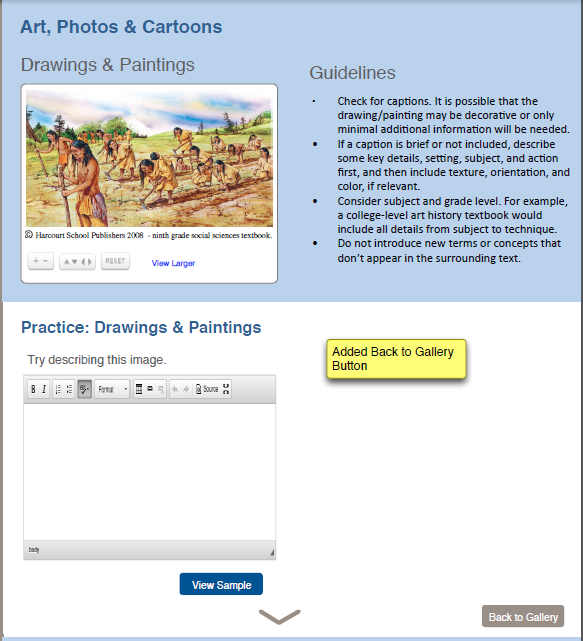 Art, Photos & Cartoons
Drawings & Paintings
© Harcourt School Publishers 2008 - ninth grade social sciences textbook.
+ −
RESET
View Larger
Guidelines
• Check for captions. It is possible that the
drawing/painting may be decorative or only
minimal additional information will be needed.
• If a caption is brief or not included, describe
some key details, setting, subject, and action
first, and then include texture, orientation, and
color, if relevant.
• Consider subject and grade level. For example,
a college-level art history textbook would
include all details from subject to technique.
• Do not introduce new terms or concepts that
don’t appear in the surrounding text.
Practice: Drawings & Paintings
Try describing this image.
B I Format Source
body
View Sample
Added Back to Gallery
Button
Back to Gallery